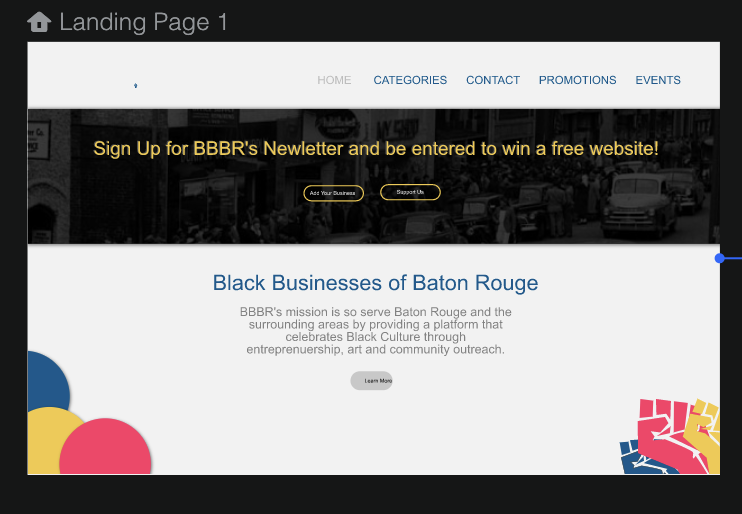 Landing Page 1
HOME CATEGORIES CONTACT PROMOTIONS EVENTS
Sign Up for BBBR's Newletter and be entered to win a free website!
Add Your Business Support Us
Black Businesses of Baton Rouge
BBBR's mission is so serve Baton Rouge and the
surrounding areas by providing a platform that
celebrates Black Culture through
entreprenuership, art and community outreach.
Learn More